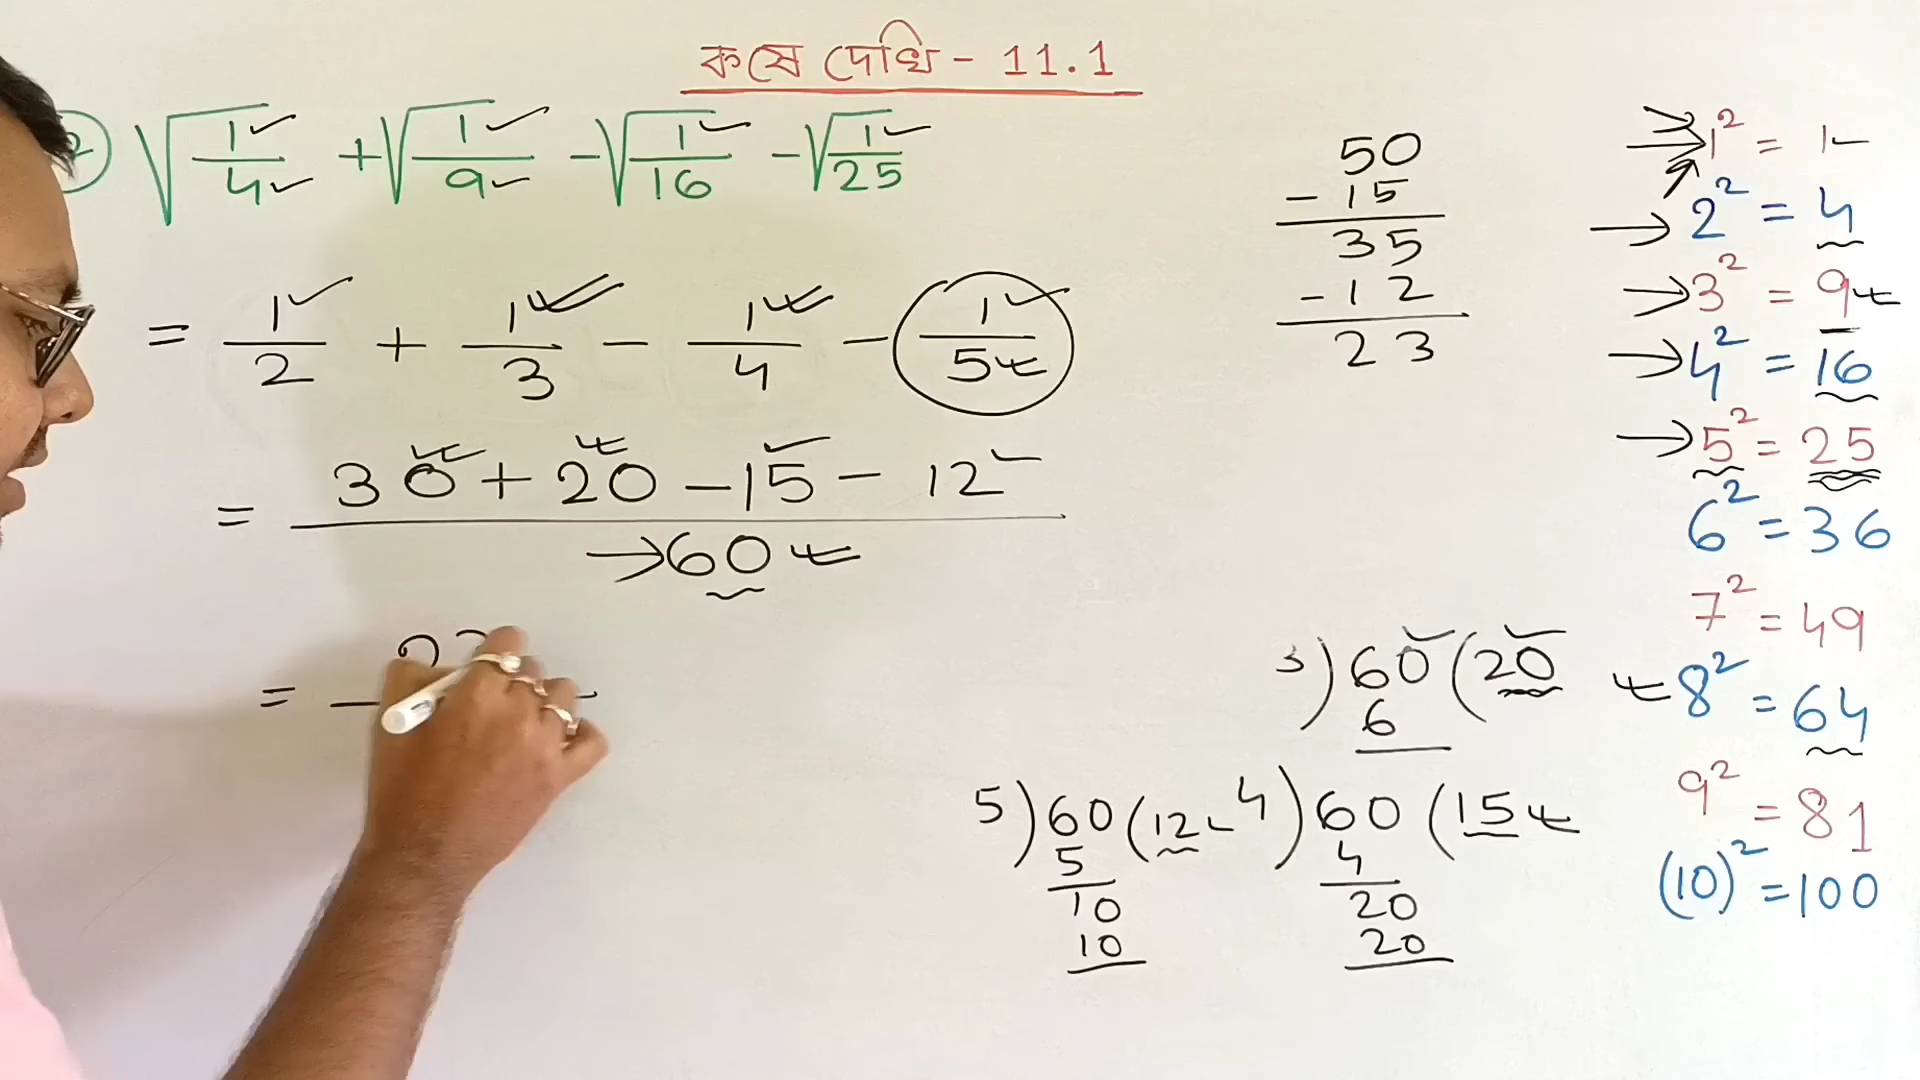 কষে দেখি - 11.1
√1/4 + √1/9 - √1/16 - √1/25
= 1/2 + 1/3 - 1/4 - 1/5
= 30 + 20 - 15 - 12
→60
=
50
- 15
35
- 12
23
3)60(20
6
5)60(12
5
10
10
4)60(15
4
20
20
→1² = 1
→2² = 4
→3² = 9
→4² = 16
→5² = 25
6² = 36
7² = 49
8² = 64
9² = 81
(10)² = 100